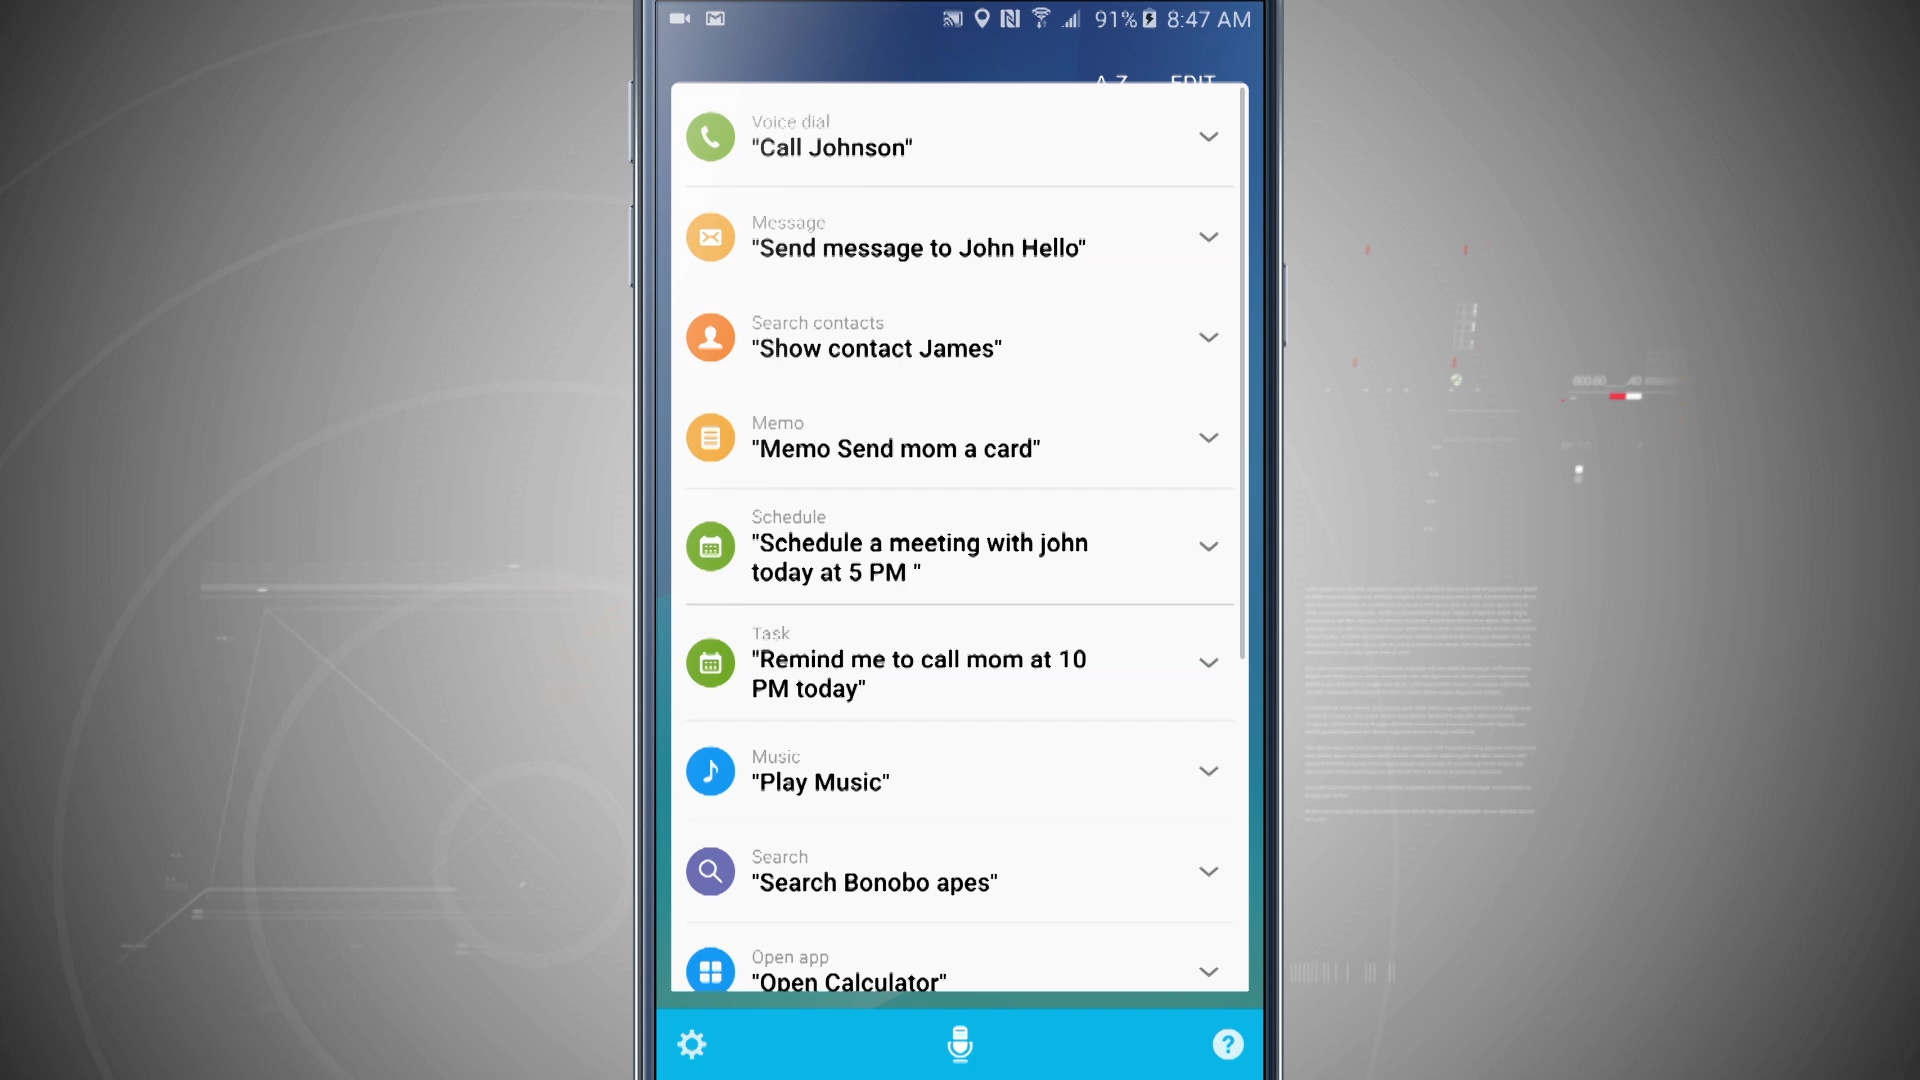 91% 8:47 AM
A-Z EDIT
Voice dial
"Call Johnson"
Message
"Send message to John Hello"
Search contacts
"Show contact James"
Memo
"Memo Send mom a card"
Schedule
"Schedule a meeting with john
today at 5 PM "
Task
"Remind me to call mom at 10
PM today"
Music
"Play Music"
Search
"Search Bonobo apes"
Open app
"Open Calculator"
?